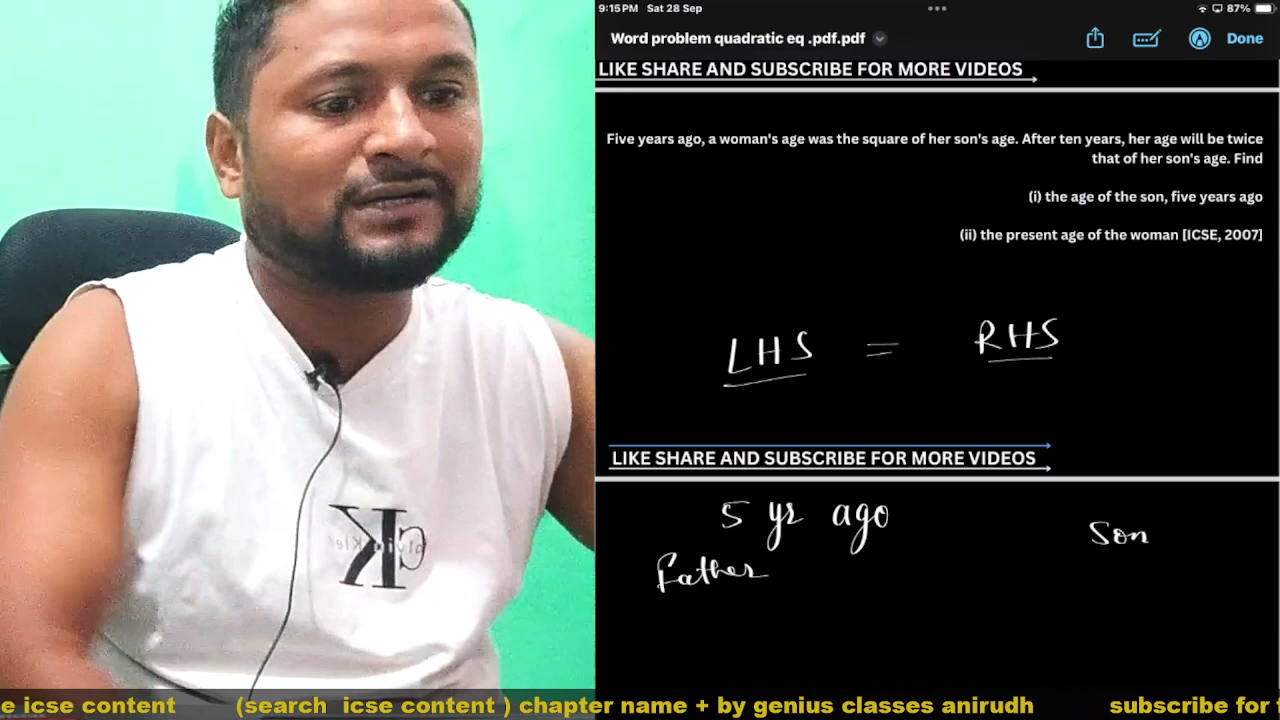 9:15 PM Sat 28 Sep
87%
Word problem quadratic eq .pdf.pdf
Done
LIKE SHARE AND SUBSCRIBE FOR MORE VIDEOS
Five years ago, a woman's age was the square of her son's age. After ten years, her age will be twice
that of her son's age. Find
(i) the age of the son, five years ago
(ii) the present age of the woman [ICSE, 2007]
LHS = RHS
LIKE SHARE AND SUBSCRIBE FOR MORE VIDEOS
5 yr ago
Son
Father
CK
e icse content (search icse content ) chapter name + by genius classes anirudh subscribe for